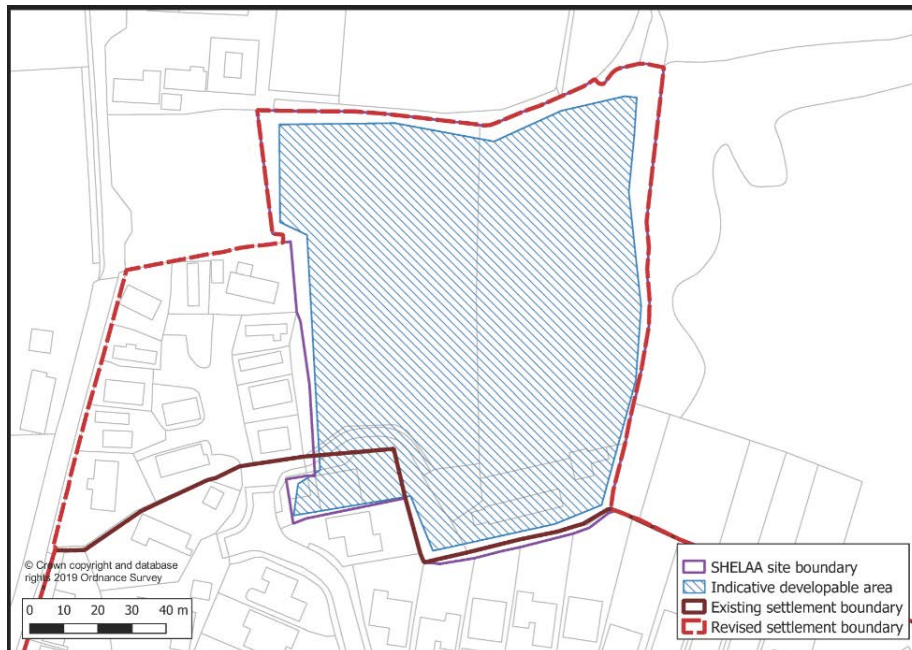 © Crown copyright and database
rights 2019 Ordnance Survey
0 10 20 30 40 m
SHELAA site boundary
Indicative developable area
Existing settlement boundary
Revised settlement boundary